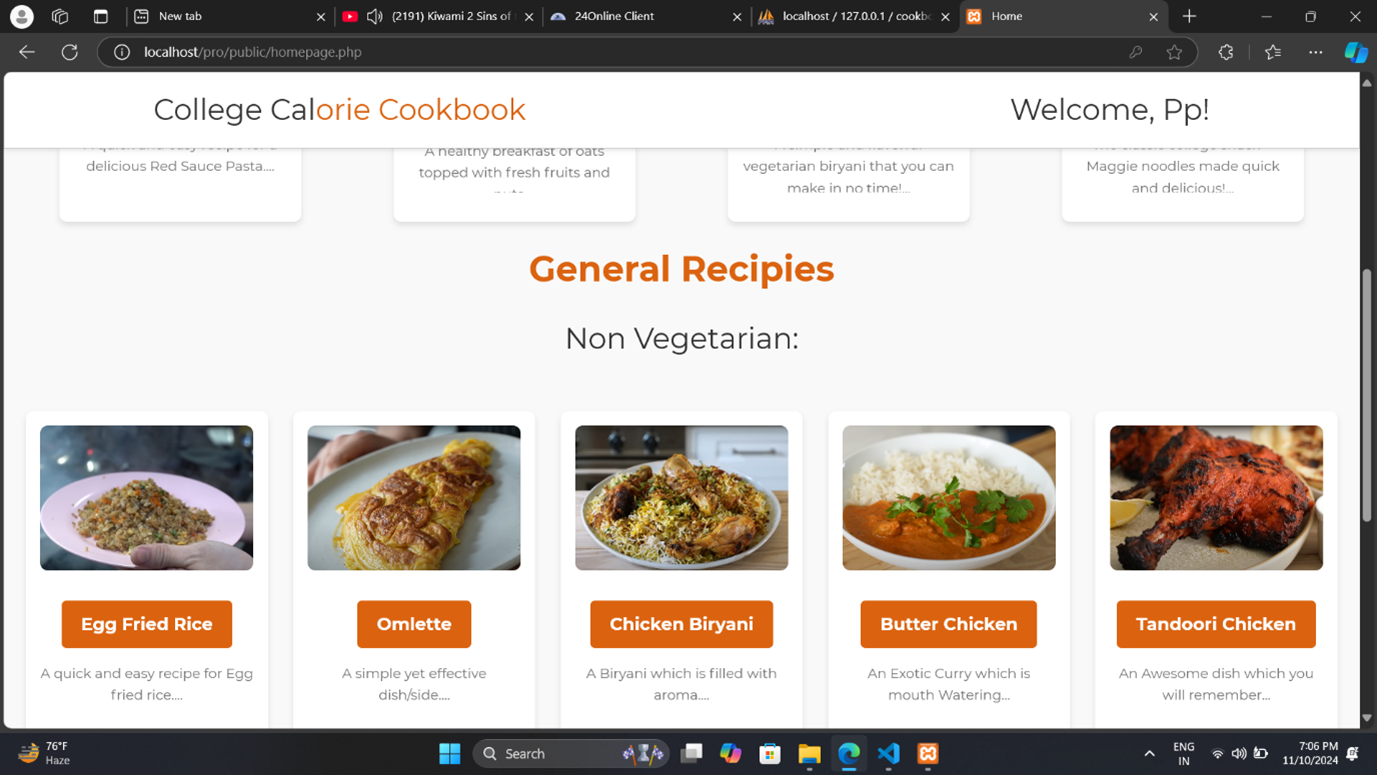 New tab
(2191) Kiwami 2 Sins of
24Online Client
localhost / 127.0.0.1 / cookb
Home
localhost/pro/public/homepage.php
College Calorie Cookbook
Welcome, Pp!
delicious Red Sauce Pasta....
A healthy breakfast of oats
topped with fresh fruits and
vegetarian biryani that you can
make in no time!...
Maggie noodles made quick
and delicious!...
General Recipies
Non Vegetarian:
Egg Fried Rice
Omlette
Chicken Biryani
Butter Chicken
Tandoori Chicken
A quick and easy recipe for Egg
fried rice....
A simple yet effective
dish/side....
A Biryani which is filled with
aroma....
An Exotic Curry which is
mouth Watering...
An Awesome dish which you
will remember...
76°F
Haze
Search
ENG
IN
7:06 PM
11/10/2024